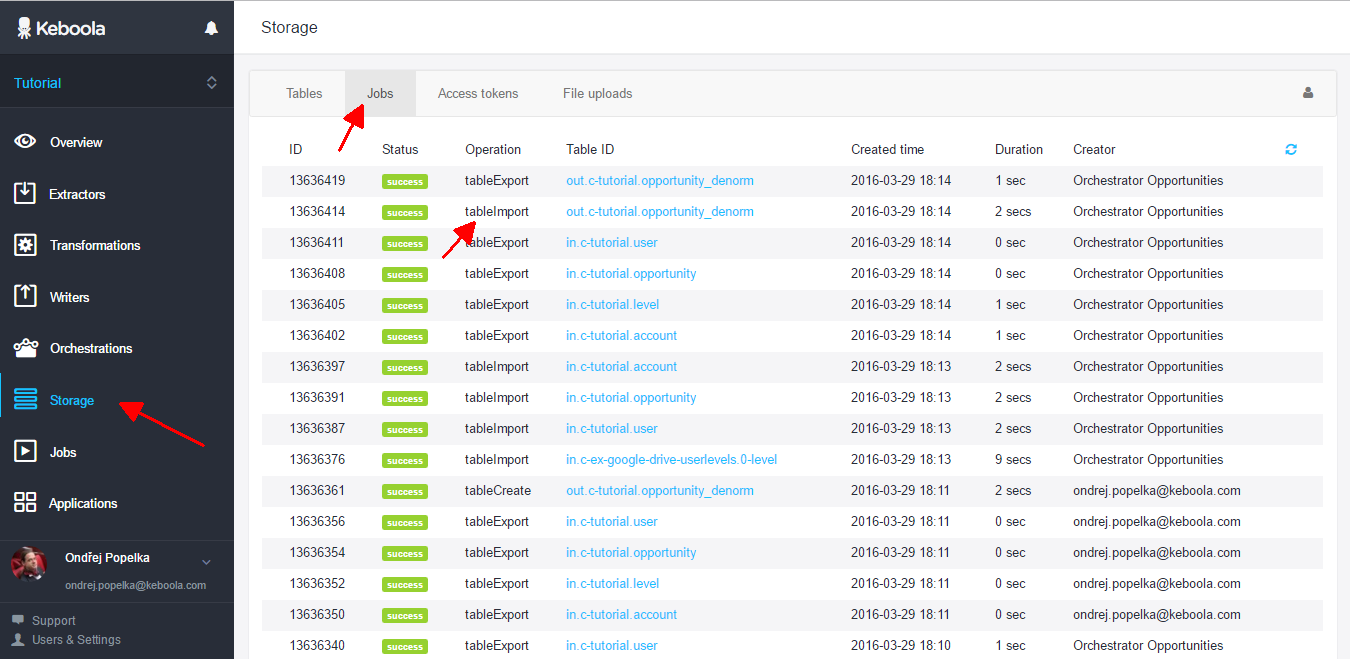 Keboola
Tutorial
Overview
Extractors
Transformations
Writers
Orchestrations
Storage
Jobs
Applications
Ondřej Popelka
ondrej.popelka@keboola.com
Support
Users & Settings
Storage
Tables Jobs Access tokens File uploads
ID Status Operation Table ID Created time Duration Creator
13636419 success tableExport out.c-tutorial.opportunity_denorm 2016-03-29 18:14 1 sec Orchestrator Opportunities
13636414 success tableImport out.c-tutorial.opportunity_denorm 2016-03-29 18:14 2 secs Orchestrator Opportunities
13636411 success tableExport in.c-tutorial.user 2016-03-29 18:14 0 sec Orchestrator Opportunities
13636408 success tableExport in.c-tutorial.opportunity 2016-03-29 18:14 0 sec Orchestrator Opportunities
13636405 success tableExport in.c-tutorial.level 2016-03-29 18:14 1 sec Orchestrator Opportunities
13636402 success tableExport in.c-tutorial.account 2016-03-29 18:14 1 sec Orchestrator Opportunities
13636397 success tableImport in.c-tutorial.account 2016-03-29 18:14 2 secs Orchestrator Opportunities
13636391 success tableImport in.c-tutorial.opportunity 2016-03-29 18:13 2 secs Orchestrator Opportunities
13636387 success tableImport in.c-tutorial.user 2016-03-29 18:13 2 secs Orchestrator Opportunities
13636376 success tableImport in.c-ex-google-drive-userlevels.0-level 2016-03-29 18:13 9 secs Orchestrator Opportunities
13636361 success tableCreate out.c-tutorial.opportunity_denorm 2016-03-29 18:11 2 secs ondrej.popelka@keboola.com
13636356 success tableExport in.c-tutorial.user 2016-03-29 18:11 0 sec ondrej.popelka@keboola.com
13636354 success tableExport in.c-tutorial.opportunity 2016-03-29 18:11 0 sec ondrej.popelka@keboola.com
13636352 success tableExport in.c-tutorial.level 2016-03-29 18:11 0 sec ondrej.popelka@keboola.com
13636350 success tableExport in.c-tutorial.account 2016-03-29 18:11 0 sec ondrej.popelka@keboola.com
13636340 success tableExport in.c-tutorial.user 2016-03-29 18:10 1 sec Orchestrator Opportunities